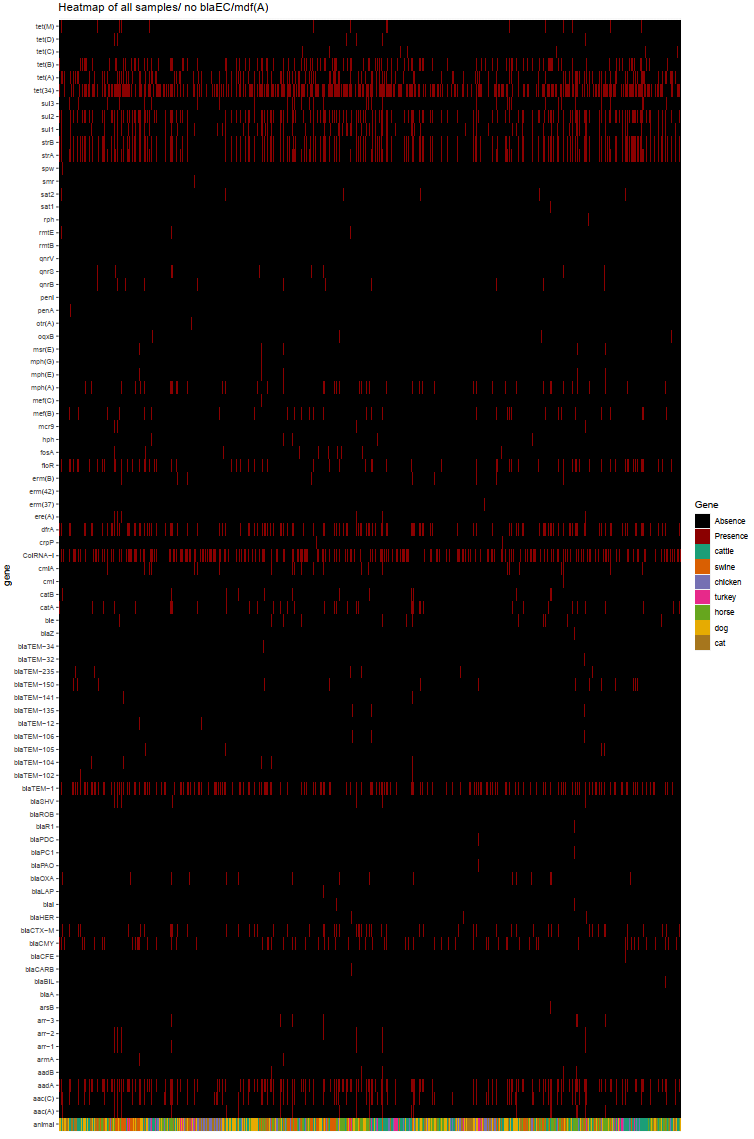 Heatmap of all samples/ no blaEC/mdf(A)
tet(M)
tet(D)
tet(C)
tet(B)
tet(A)
tet(34)
sul3
sul2
sul1
strB
strA
spw
smr
sat2
sat1
rph
rmtE
rmtB
qnrV
qnrS
qnrB
penI
penA
otr(A)
oqxB
msr(E)
mph(G)
mph(E)
mph(A)
mef(C)
mef(B)
mcr9
hph
fosA
floR
erm(B)
erm(42)
erm(37)
ere(A)
dfrA
crpP
ColRNA−I
cmlA
cml
catB
catA
ble
blaZ
blaTEM−34
blaTEM−32
blaTEM−235
blaTEM−150
blaTEM−141
blaTEM−135
blaTEM−12
blaTEM−106
blaTEM−105
blaTEM−104
blaTEM−102
blaTEM−1
blaSHV
blaROB
blaR1
blaPDC
blaPC1
blaPAO
blaOXA
blaLAP
blaI
blaHER
blaCTX−M
blaCMY
blaCFE
blaCARB
blaBIL
blaA
arsB
arr−3
arr−2
arr−1
armA
aadB
aadA
aac(C)
aac(A)
animal
gene
Gene
Absence
Presence
cattle
swine
chicken
turkey
horse
dog
cat